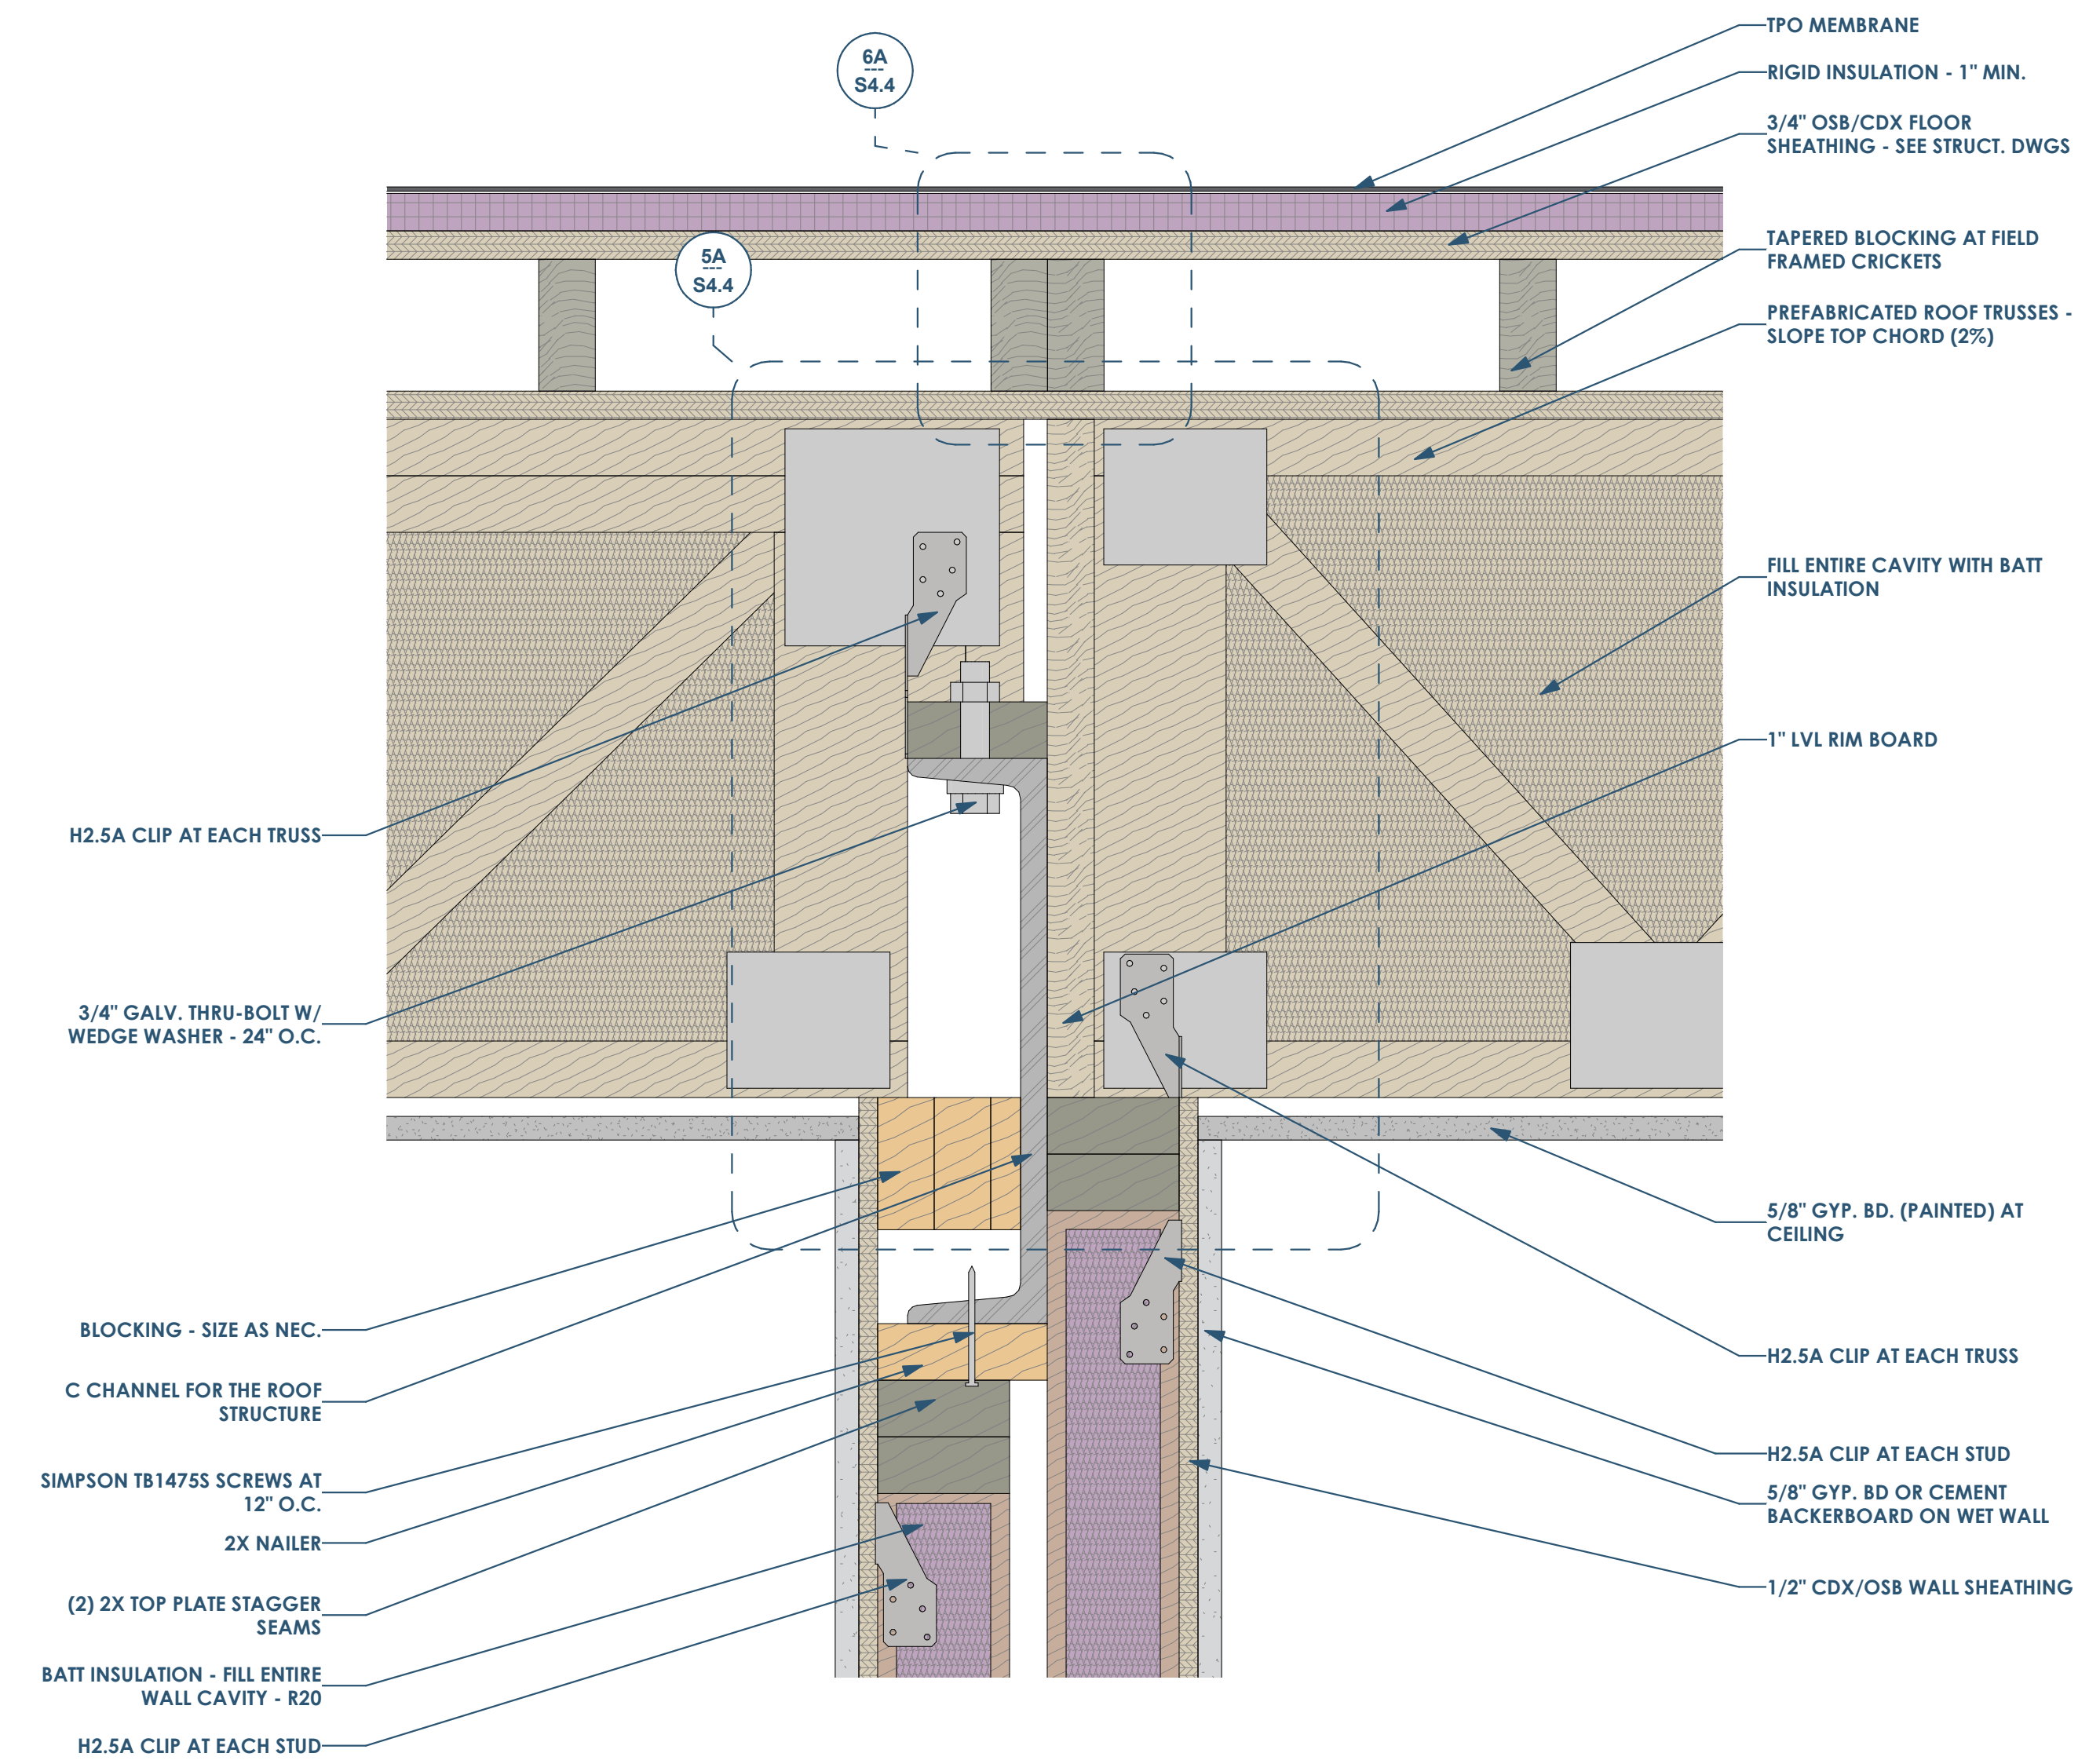 6A
---
S4.4
5A
---
S4.4
TPO MEMBRANE
RIGID INSULATION - 1" MIN.
3/4" OSB/CDX FLOOR
SHEATHING - SEE STRUCT. DWGS
TAPERED BLOCKING AT FIELD
FRAMED CRICKETS
PREFABRICATED ROOF TRUSSES -
SLOPE TOP CHORD (2%)
FILL ENTIRE CAVITY WITH BATT
INSULATION
1" LVL RIM BOARD
5/8" GYP. BD. (PAINTED) AT
CEILING
H2.5A CLIP AT EACH TRUSS
H2.5A CLIP AT EACH STUD
5/8" GYP. BD OR CEMENT
BACKERBOARD ON WET WALL
1/2" CDX/OSB WALL SHEATHING
H2.5A CLIP AT EACH TRUSS
3/4" GALV. THRU-BOLT W/
WEDGE WASHER - 24" O.C.
BLOCKING - SIZE AS NEC.
C CHANNEL FOR THE ROOF
STRUCTURE
SIMPSON TB1475S SCREWS AT
12" O.C.
2X NAILER
(2) 2X TOP PLATE STAGGER
SEAMS
BATT INSULATION - FILL ENTIRE
WALL CAVITY - R20
H2.5A CLIP AT EACH STUD